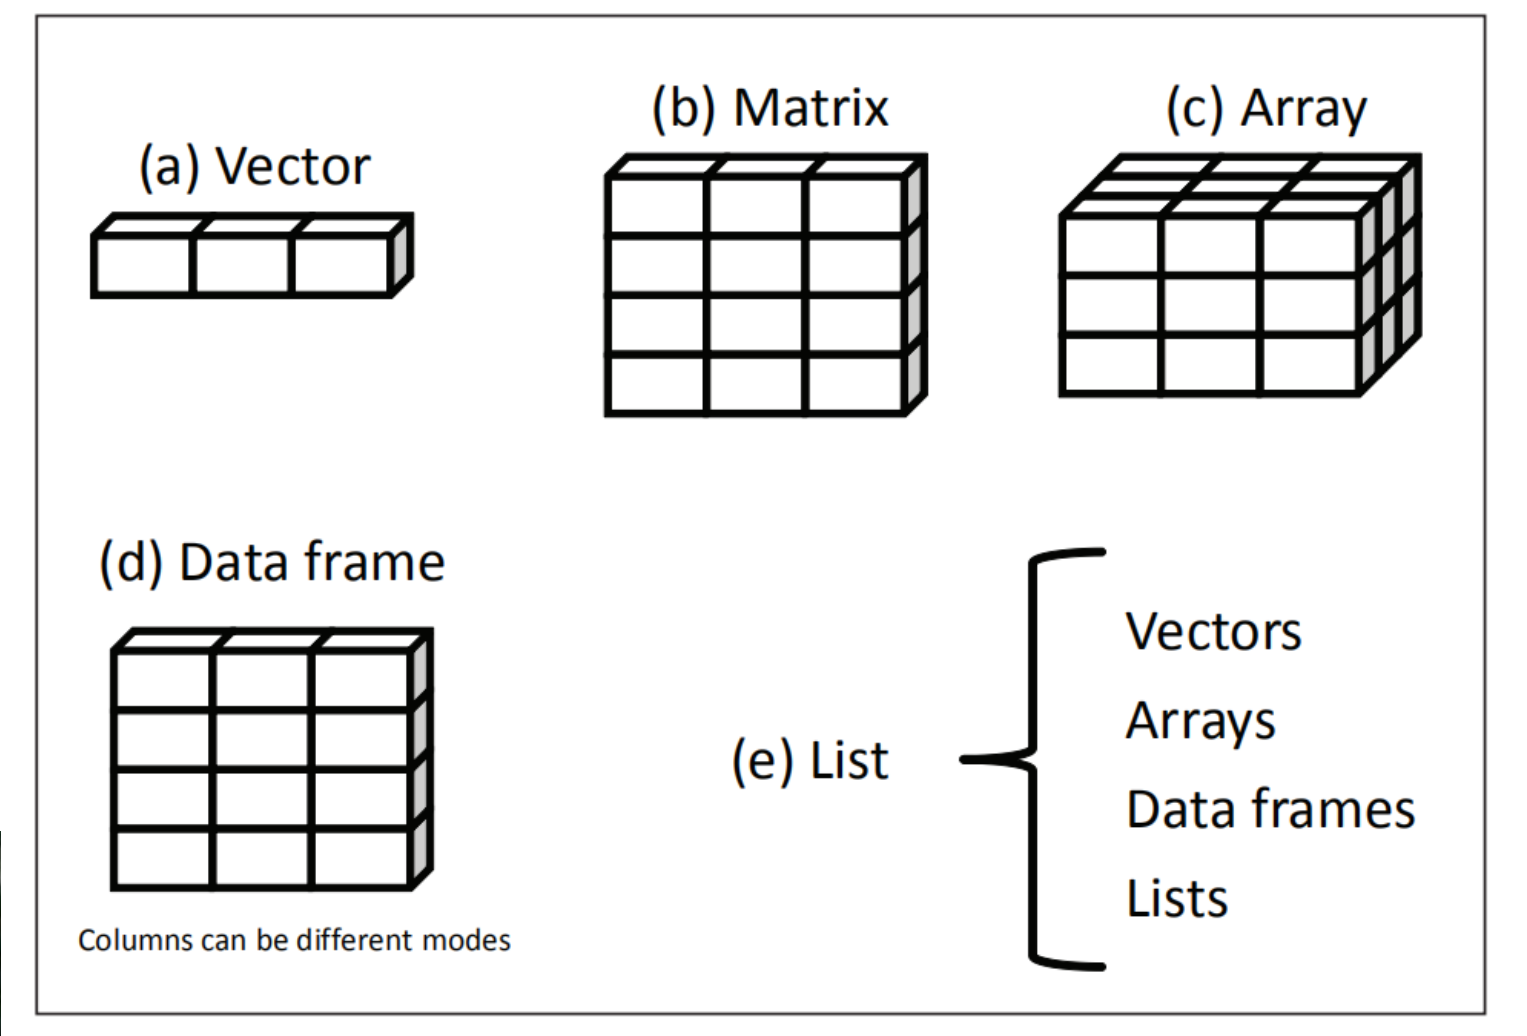 (a) Vector
(b) Matrix
(c) Array
(d) Data frame
Columns can be different modes
(e) List
Vectors
Arrays
Data frames
Lists